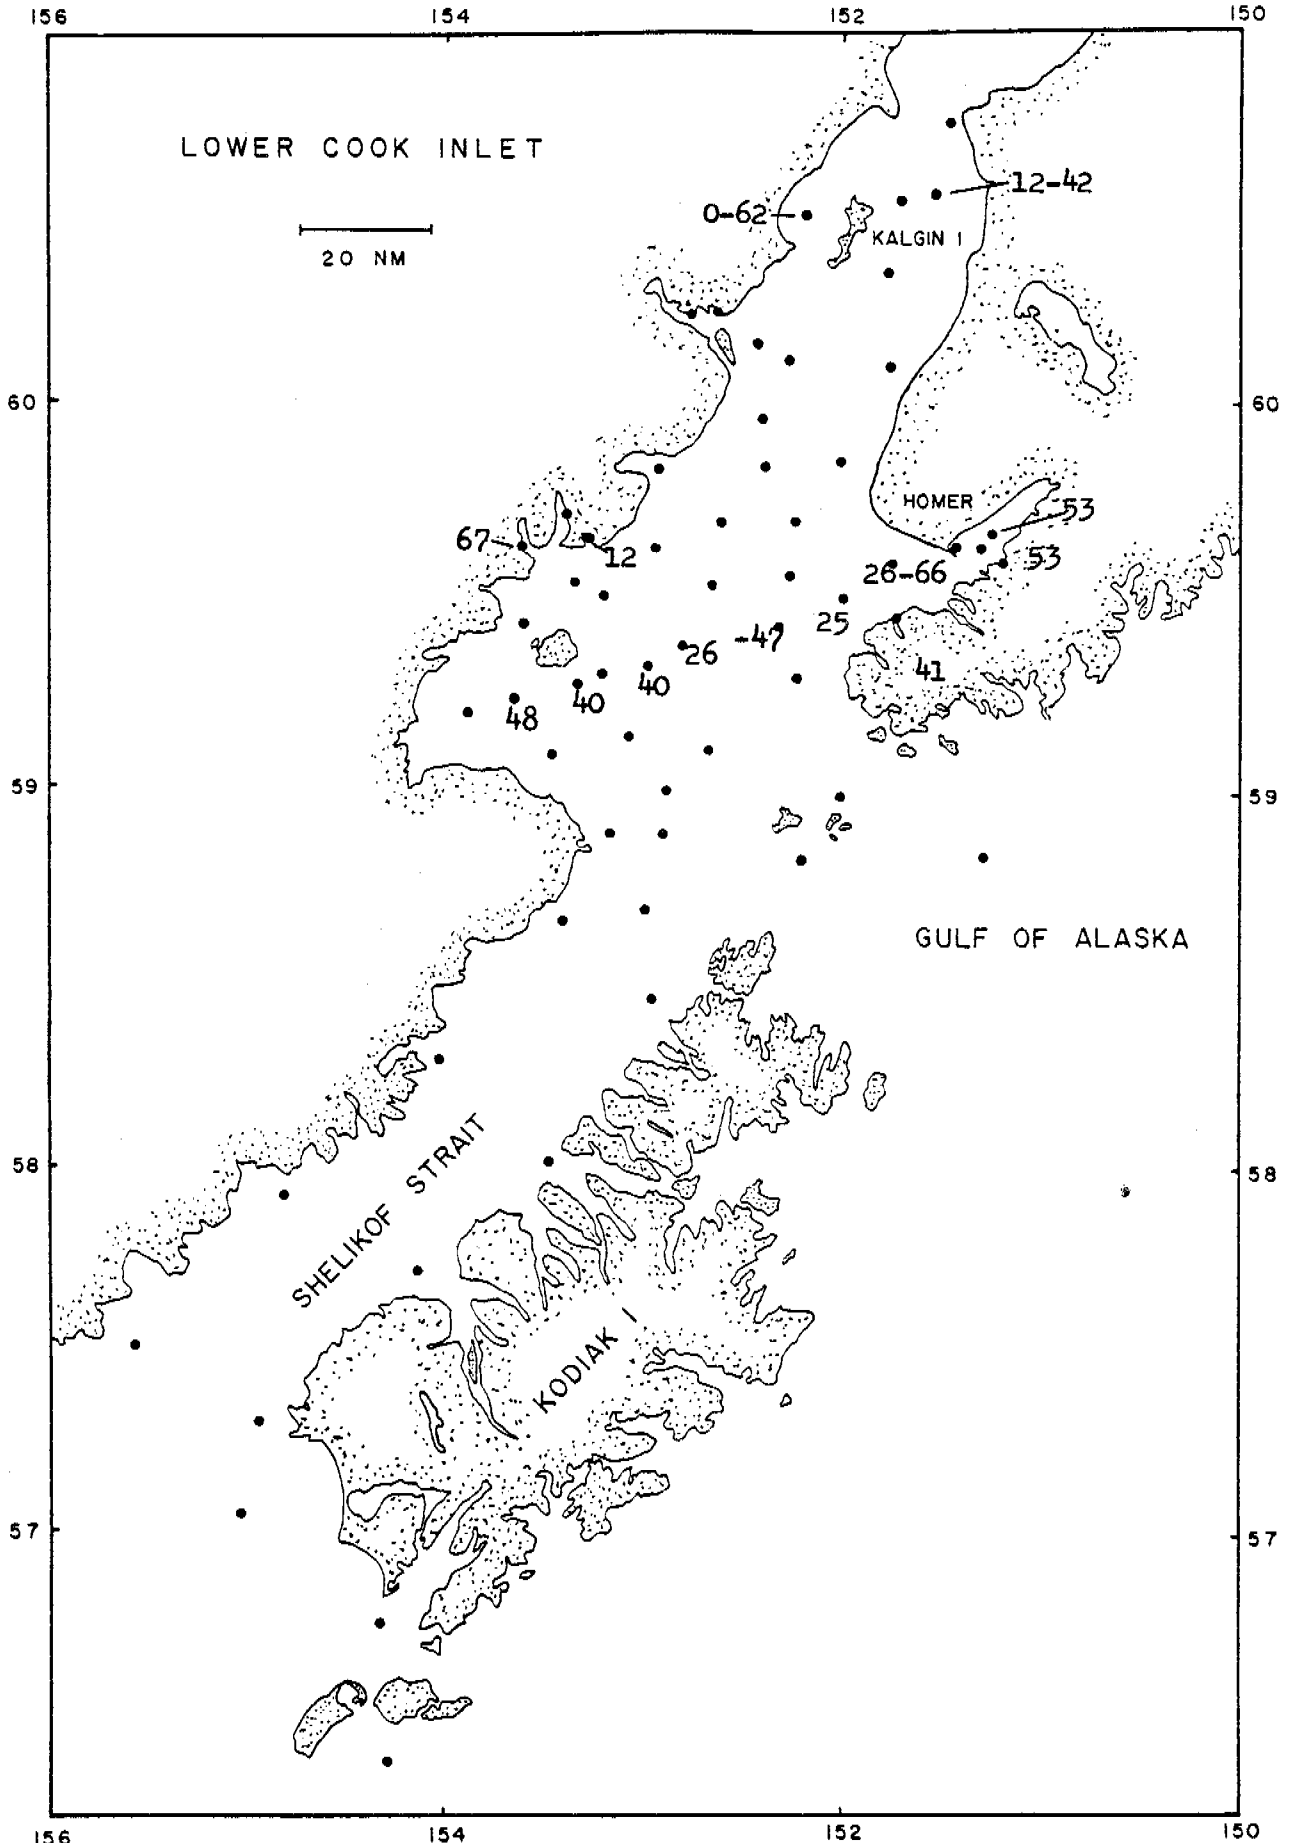 156 154 152 150
LOWER COOK INLET
12-42
0-62
KALGIN I
20 NM
60 60
HOMER
53
67
12
53
26-66
25
-47
26
41
40
40
48
59 59
GULF OF ALASKA
SHELIKOF STRAIT
58 58
KODIAK I
57 57
156 154 152 150